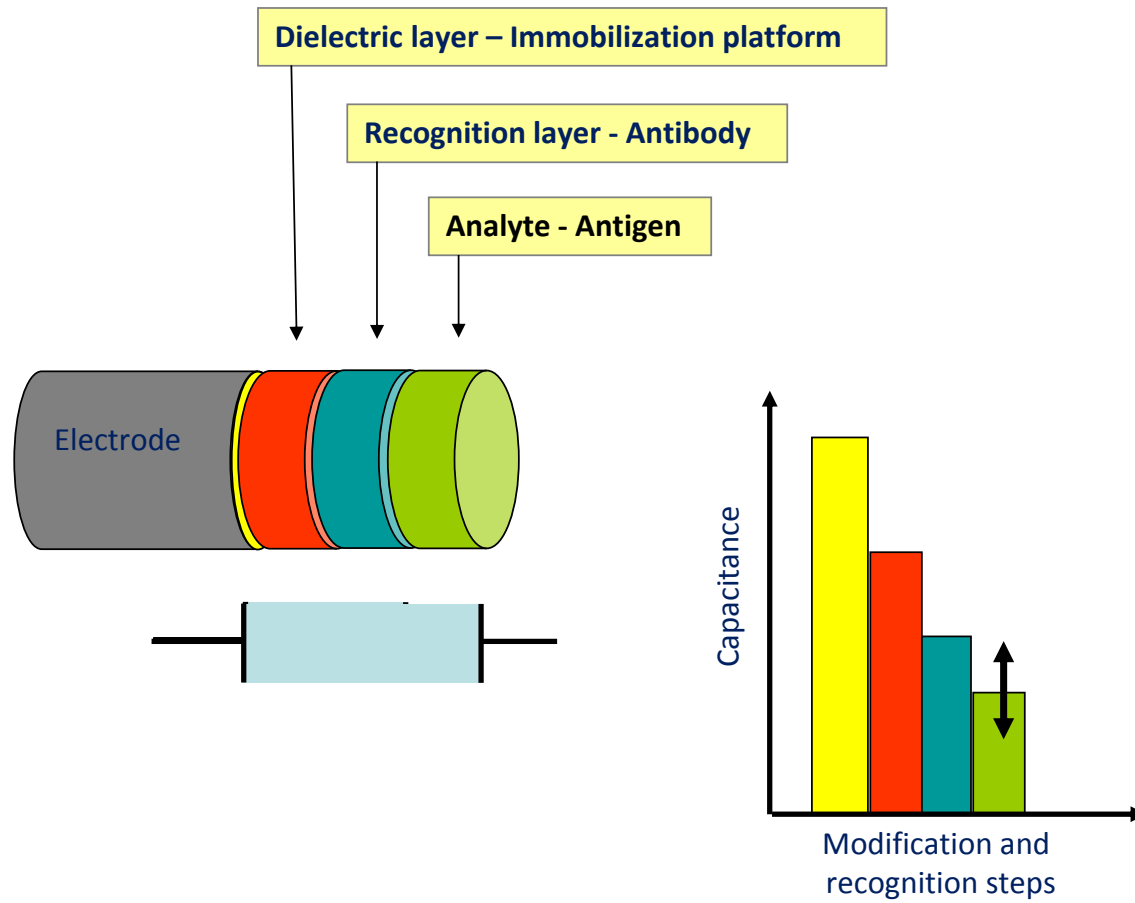 Dielectric layer – Immobilization platform
Recognition layer - Antibody
Analyte - Antigen
Electrode
Capacitance
Modification and
recognition steps